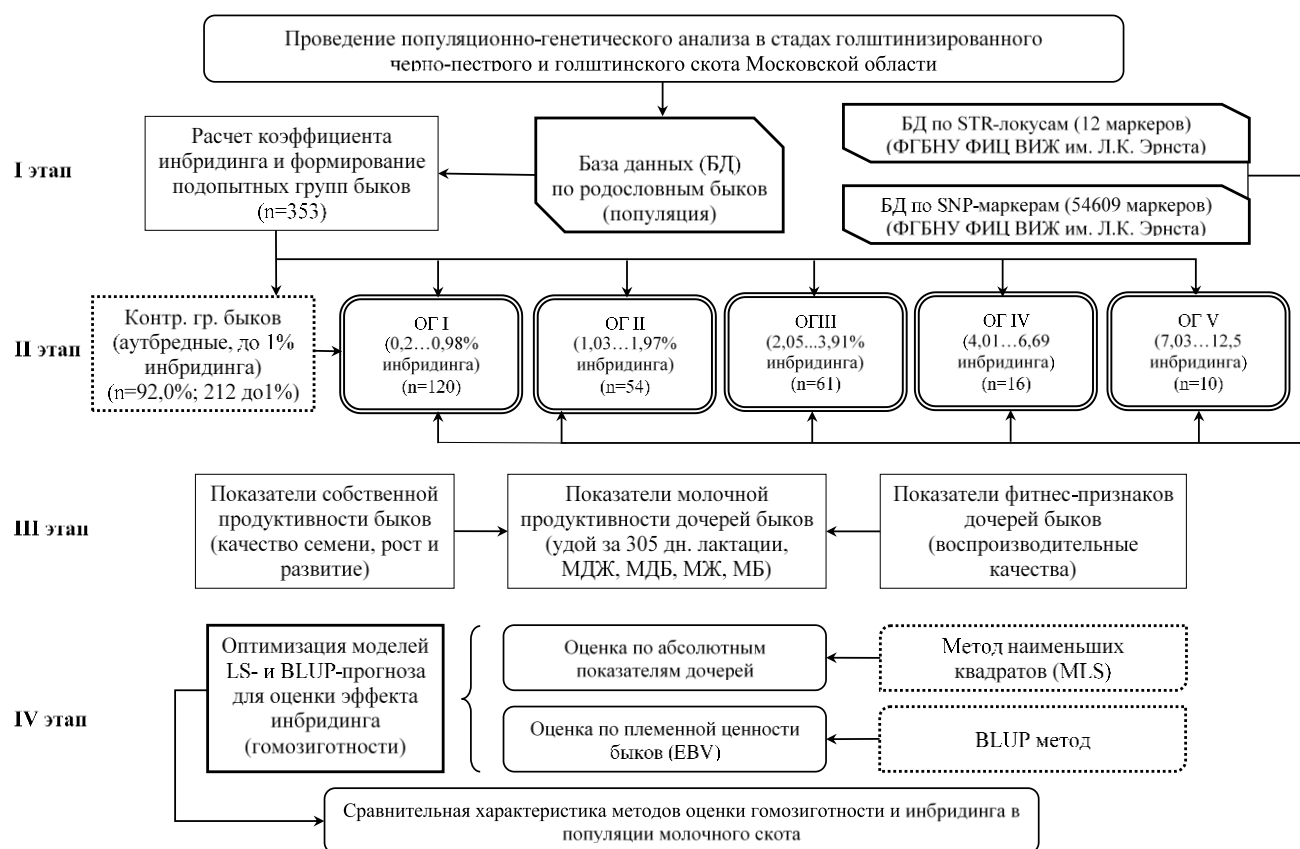 Проведение популяционно-генетического анализа в стадах голштинизированного
черно-пестрого и голштинского скота Московской области
I этап
Расчет коэффициента
инбридинга и формирование
подопытных групп быков
(n=353)
База данных (БД)
по родословным быков
(популяция)
БД по STR-локусам (12 маркеров)
(ФГБНУ ФИЦ ВИЖ им. Л.К. Эрнста)
БД по SNP-маркерам (54609 маркеров)
(ФГБНУ ФИЦ ВИЖ им. Л.К. Эрнста)
II этап
Контр. гр. быков
(аутбредные, до 1%
инбридинга)
(n=92,0%; 212 до1%)
ОГ I
(0,2…0,98%
инбридинга)
(n=120)
ОГ II
(1,03…1,97%
инбридинга)
(n=54)
ОГIII
(2,05...3,91%
инбридинга)
(n=61)
ОГ IV
(4,01…6,69
инбридинга)
(n=16)
ОГ V
(7,03…12,5
инбридинга)
(n=10)
III этап
Показатели собственной
продуктивности быков
(качество семени, рост и
развитие)
Показатели молочной
продуктивности дочерей быков
(удой за 305 дн. лактации,
МДЖ, МДБ, МЖ, МБ)
Показатели фитнес-признаков
дочерей быков
(воспроизводительные
качества)
IV этап
Оптимизация моделей
LS- и BLUP-прогноза
для оценки эффекта
инбридинга
(гомозиготности)
Оценка по абсолютным
показателям дочерей
Метод наименьших
квадратов (MLS)
Оценка по племенной ценности
быков (EBV)
BLUP метод
Сравнительная характеристика методов оценки гомозиготности и инбридинга в
популяции молочного скота